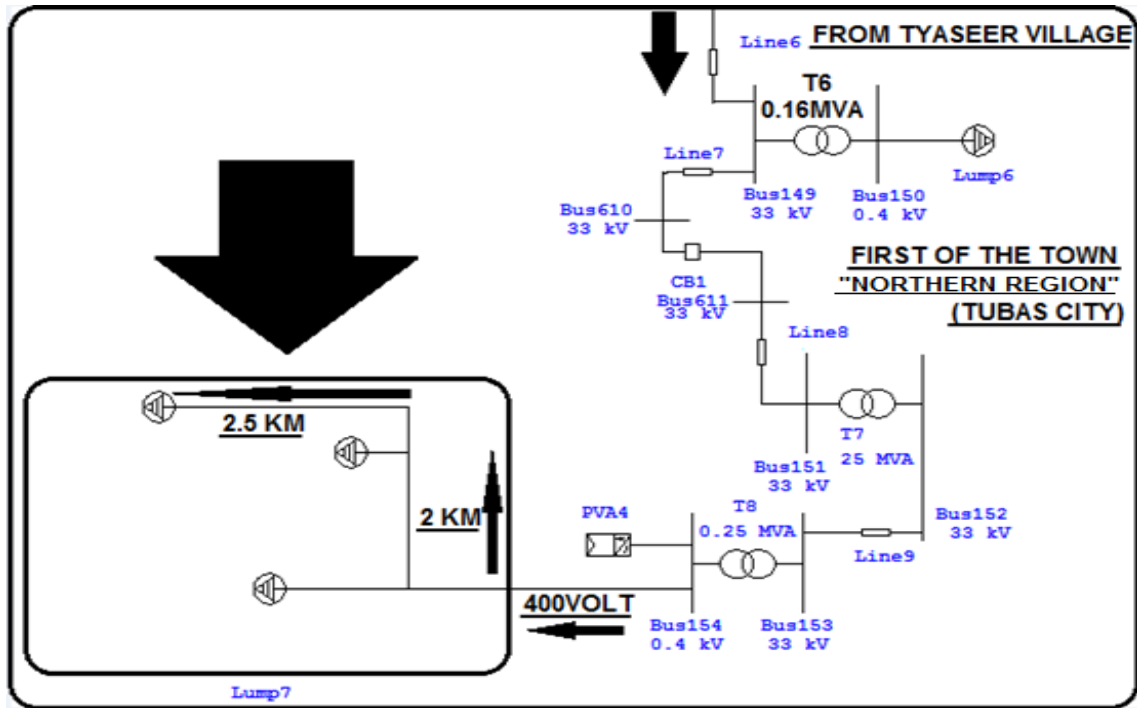 Line6
FROM TYASEER VILLAGE
T6
0.16MVA
Line7
Lump6
Bus149
33 kV
Bus150
0.4 kV
Bus610
33 kV
FIRST OF THE TOWN
"NORTHERN REGION"
(TUBAS CITY)
CB1
Bus611
33 kV
Line8
2.5 KM
T7
25 MVA
Bus151
33 kV
2 KM
PVA4
T8
0.25 MVA
Bus152
33 kV
Line9
400VOLT
Bus154
0.4 kV
Bus153
33 kV
Lump7